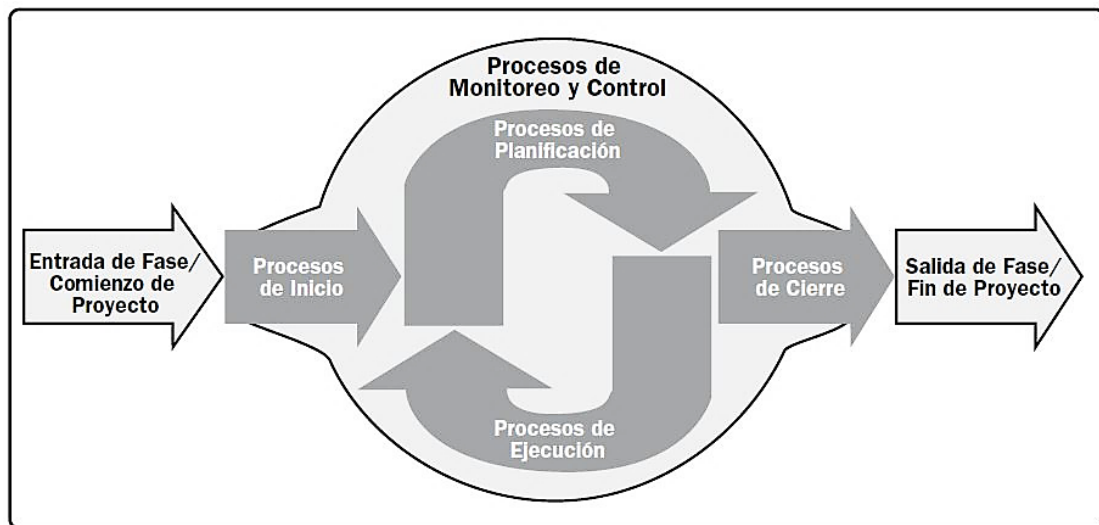 Procesos de
Monitoreo y Control
Procesos de
Planificación
Entrada de Fase/
Comienzo de
Proyecto
Procesos
de Inicio
Procesos
de Cierre
Salida de Fase/
Fin de Proyecto
Procesos de
Ejecución